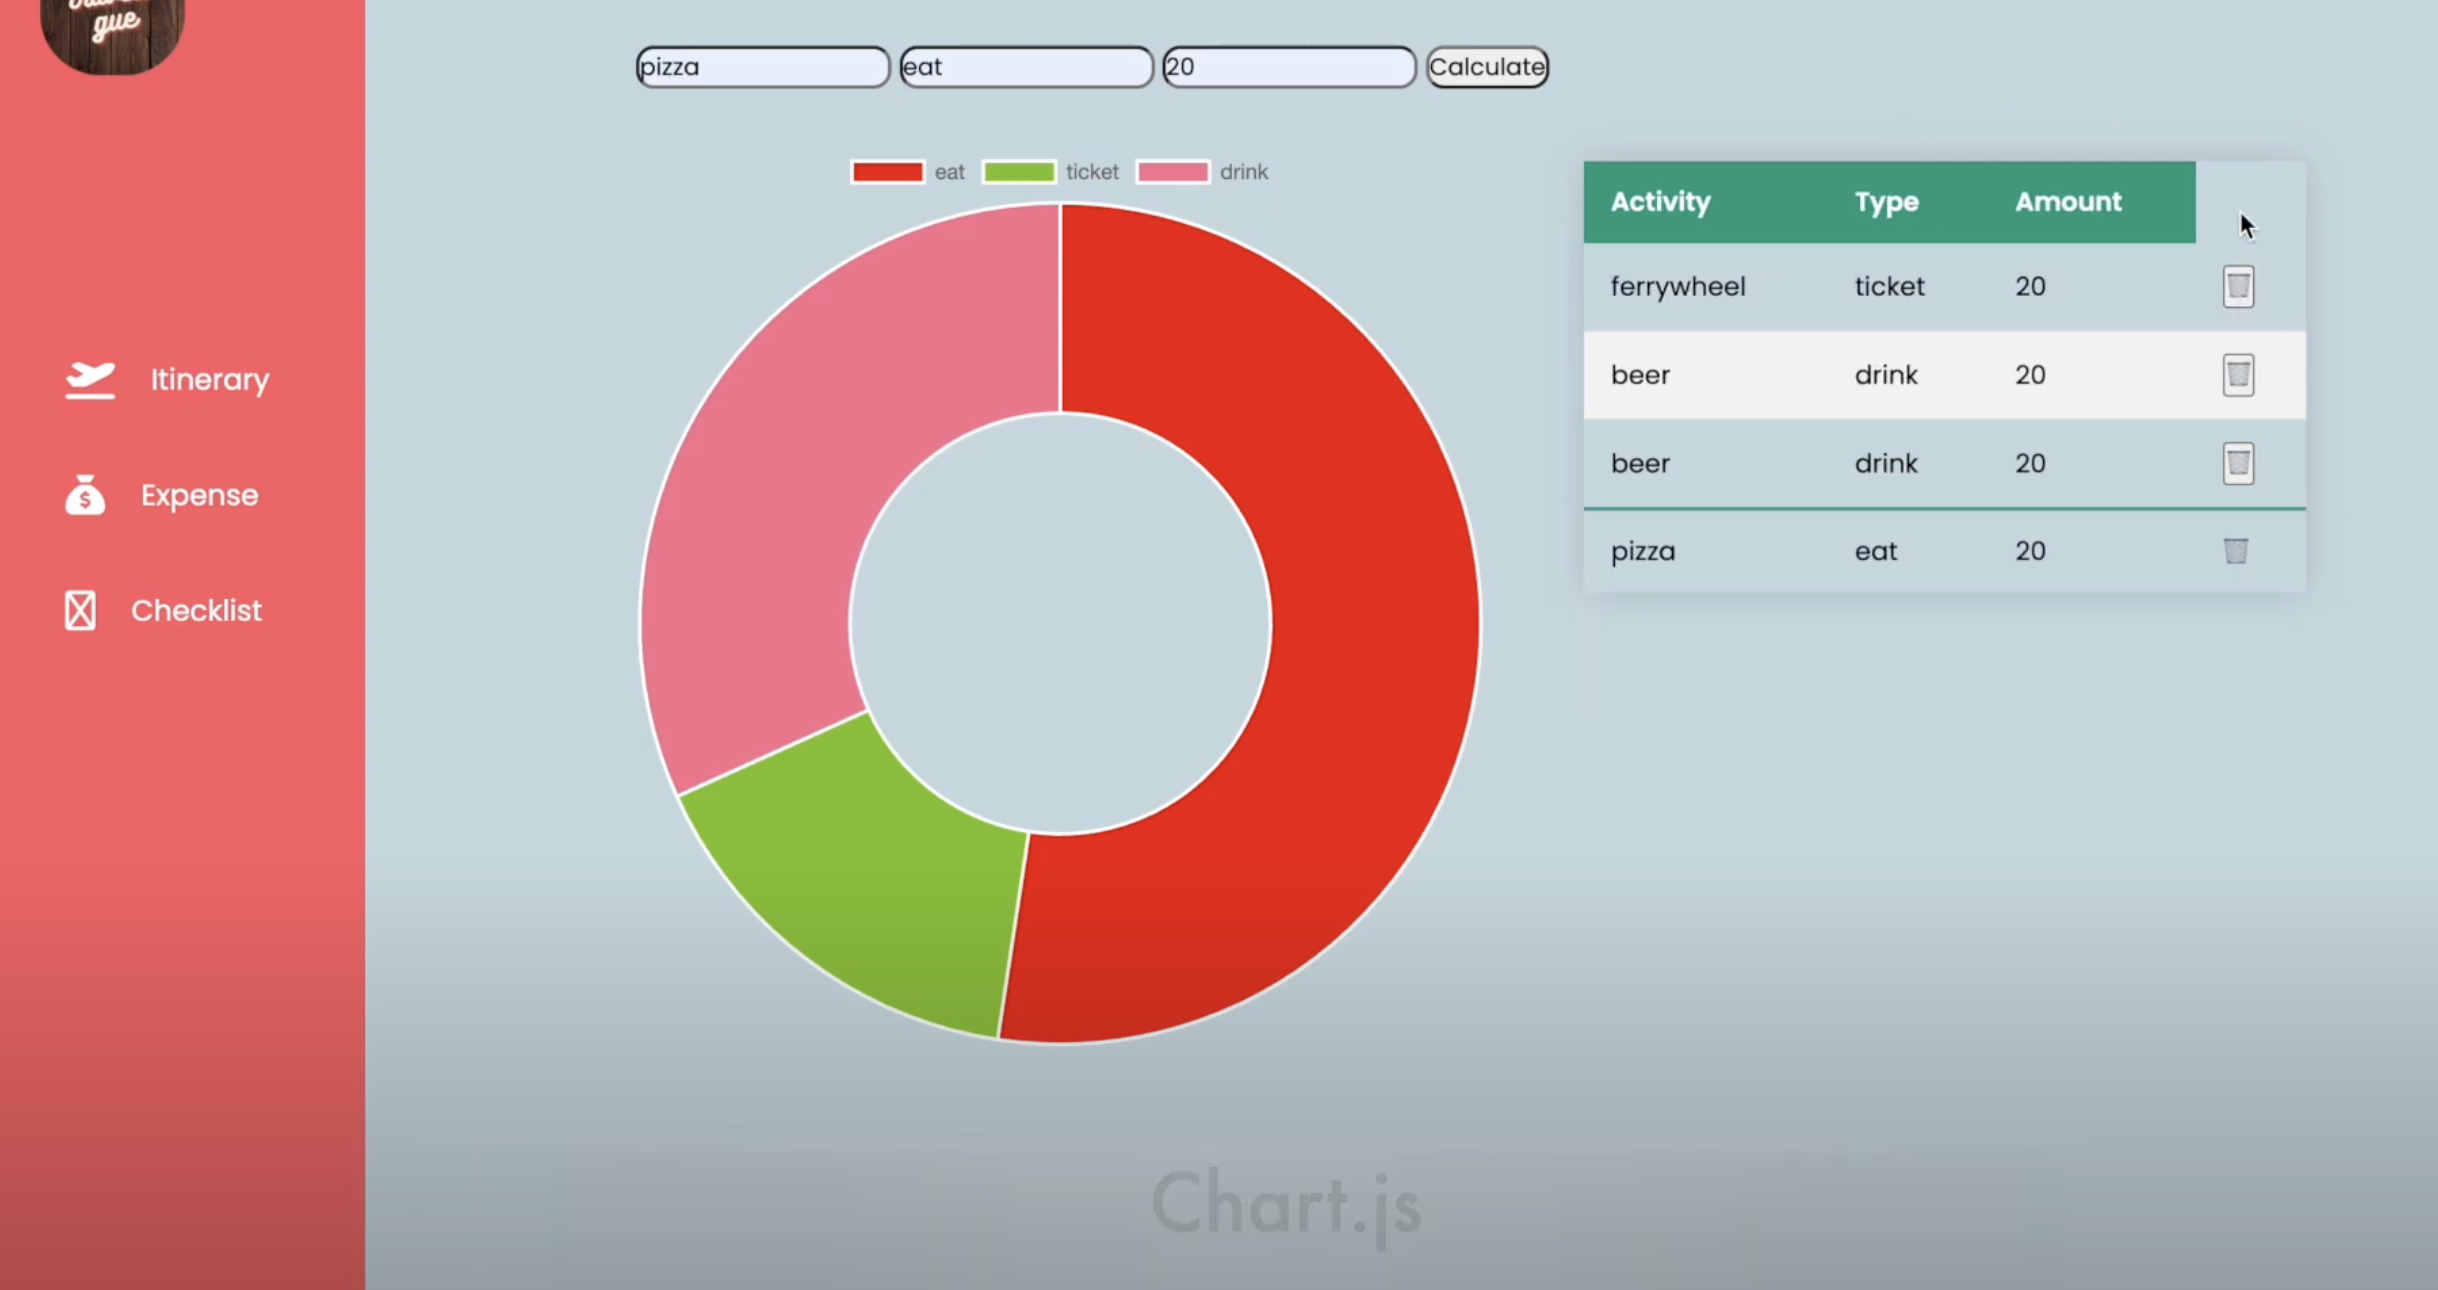 gue
pizza
eat
20
Calculate
eat ticket drink
Activity Type Amount
ferrywheel ticket 20
beer drink 20
beer drink 20
pizza eat 20
Itinerary
Expense
Checklist
Chart.js